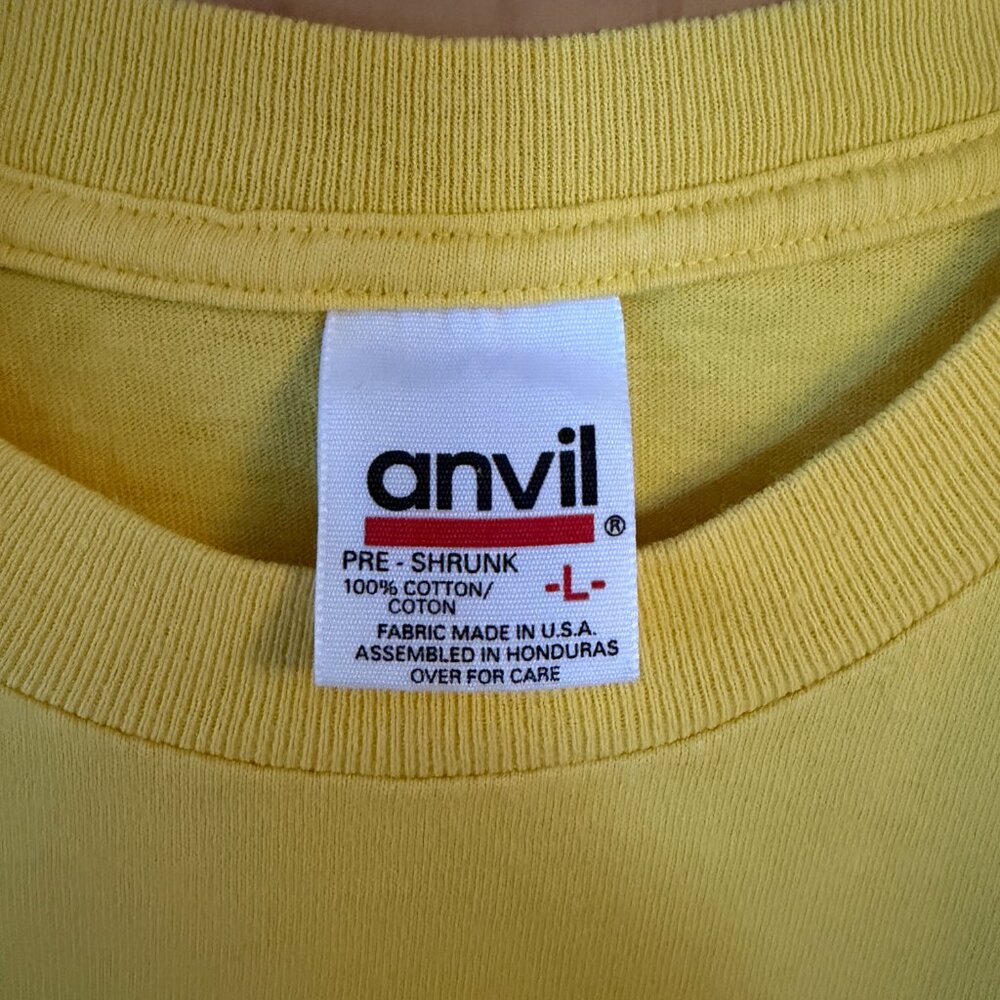 anvil®
PRE - SHRUNK
100% COTTON/
COTON
-L-
FABRIC MADE IN U.S.A.
ASSEMBLED IN HONDURAS
OVER FOR CARE